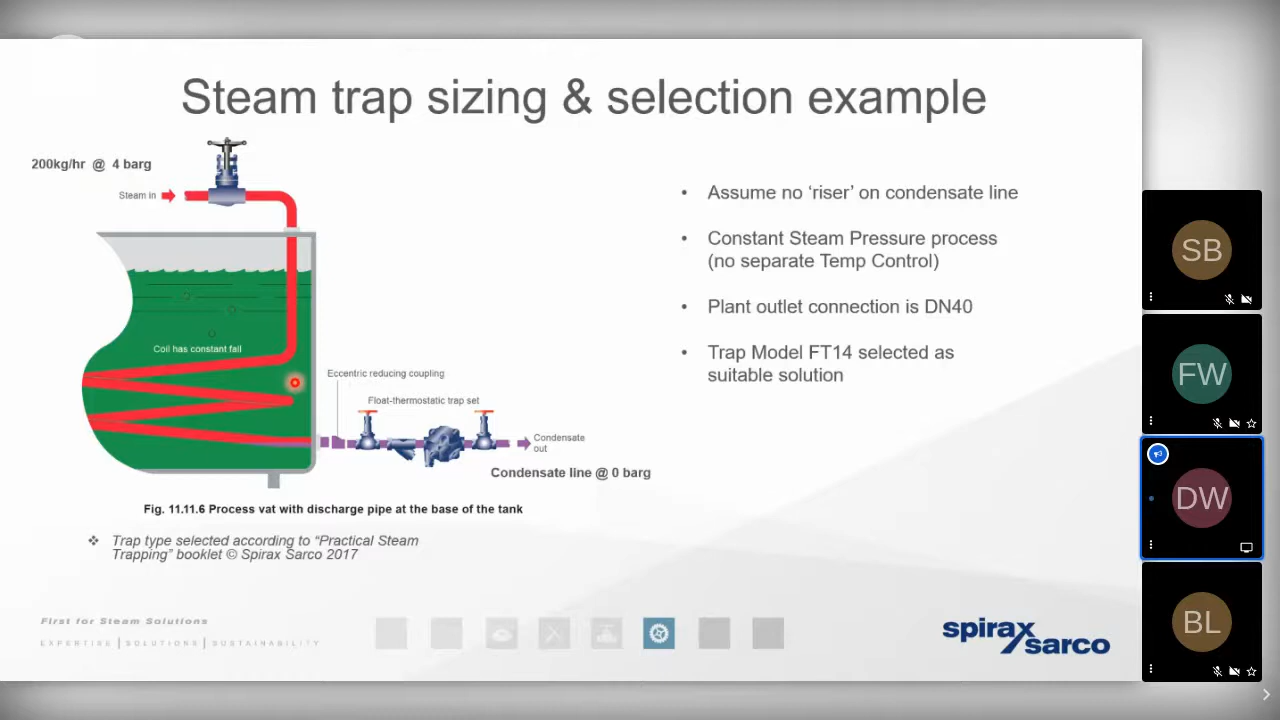 Steam trap sizing & selection example
200kg/hr @ 4 barg
Steam in
Coil has constant fall
Eccentric reducing coupling
Float-thermostatic trap set
Condensate
out
Condensate line @ 0 barg
Fig. 11.11.6 Process vat with discharge pipe at the base of the tank
❖ Trap type selected according to “Practical Steam
Trapping” booklet © Spirax Sarco 2017
• Assume no ‘riser’ on condensate line
• Constant Steam Pressure process
(no separate Temp Control)
• Plant outlet connection is DN40
• Trap Model FT14 selected as
suitable solution
First for Steam Solutions
EXPERTISE | SOLUTIONS | SUSTAINABILITY
spirax
sarco
SB
FW
DW
BL